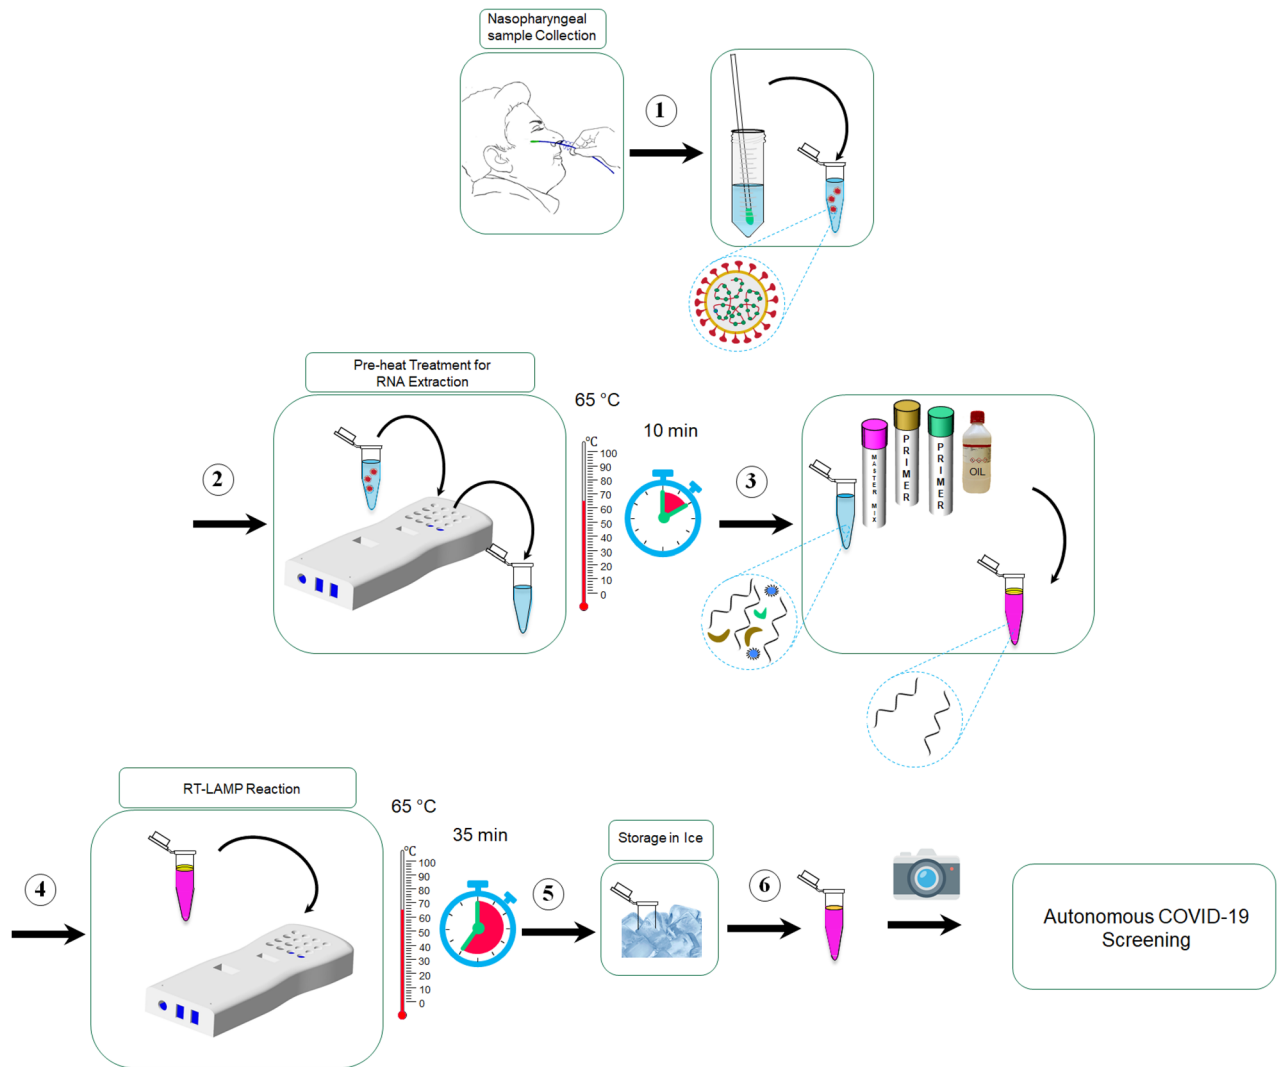 Nasopharyngeal
sample Collection
1
Pre-heat Treatment for
RNA Extraction
2
65 °C
°C
100
90
80
70
60
50
40
30
20
10
0
10 min
3
MASTER MIX
PRIMER
PRIMER
OIL
RT-LAMP Reaction
4
65 °C
°C
100
90
80
70
60
50
40
30
20
10
0
35 min
5
Storage in Ice
6
Autonomous COVID-19
Screening